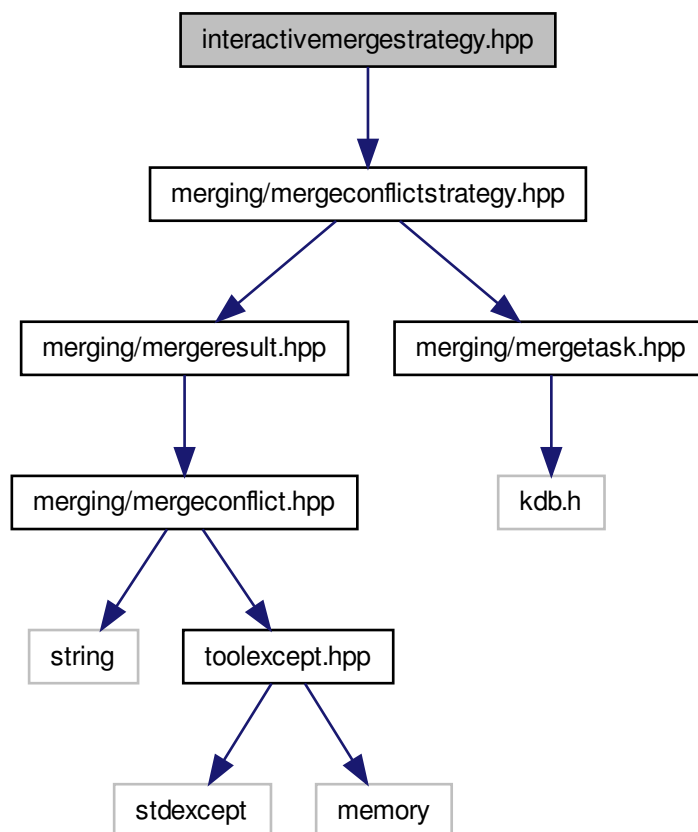 interactivemergestrategy.hpp
merging/mergeconflictstrategy.hpp
merging/mergeresult.hpp
merging/mergetask.hpp
merging/mergeconflict.hpp
kdb.h
string
toolexcept.hpp
stdexcept
memory